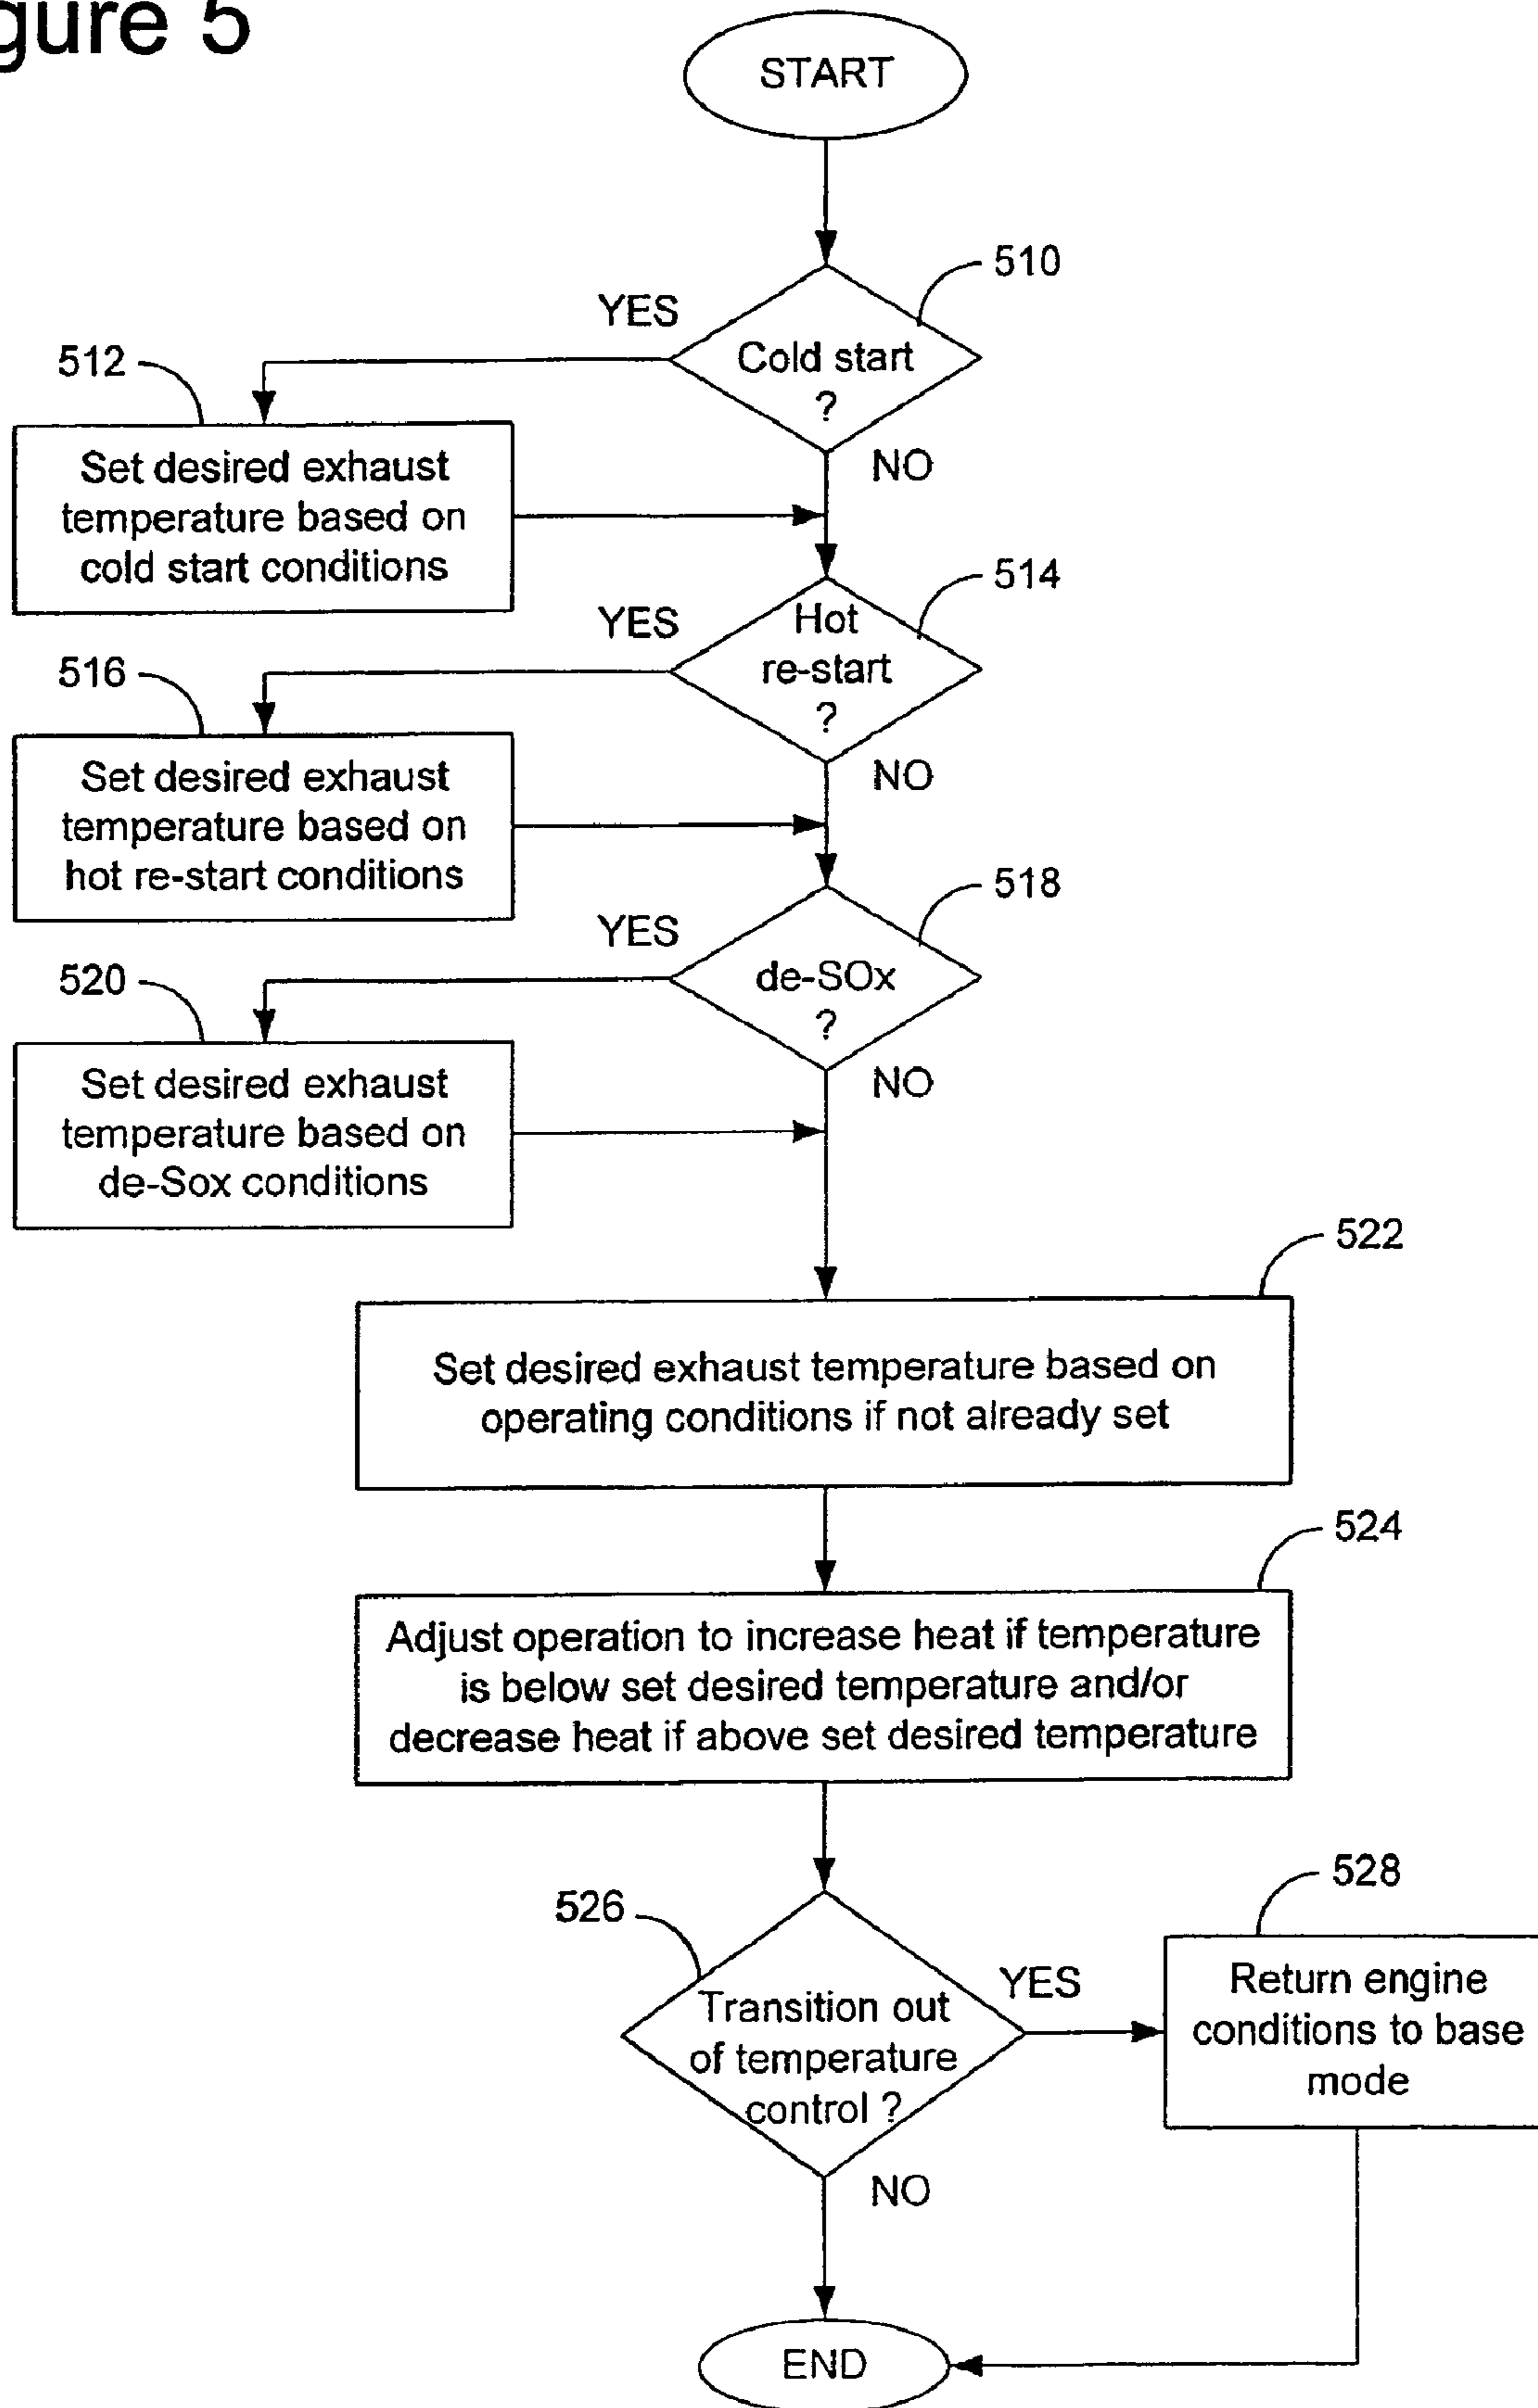 gure 5
START
510
YES
Cold start
?
512
NO
Set desired exhaust
temperature based on
cold start conditions
514
YES
Hot
re-start
?
516
NO
Set desired exhaust
temperature based on
hot re-start conditions
518
YES
de-SOx
?
520
NO
Set desired exhaust
temperature based on
de-Sox conditions
522
Set desired exhaust temperature based on
operating conditions if not already set
524
Adjust operation to increase heat if temperature
is below set desired temperature and/or
decrease heat if above set desired temperature
526
Transition out
of temperature
control ?
YES
528
Return engine
conditions to base
mode
NO
END